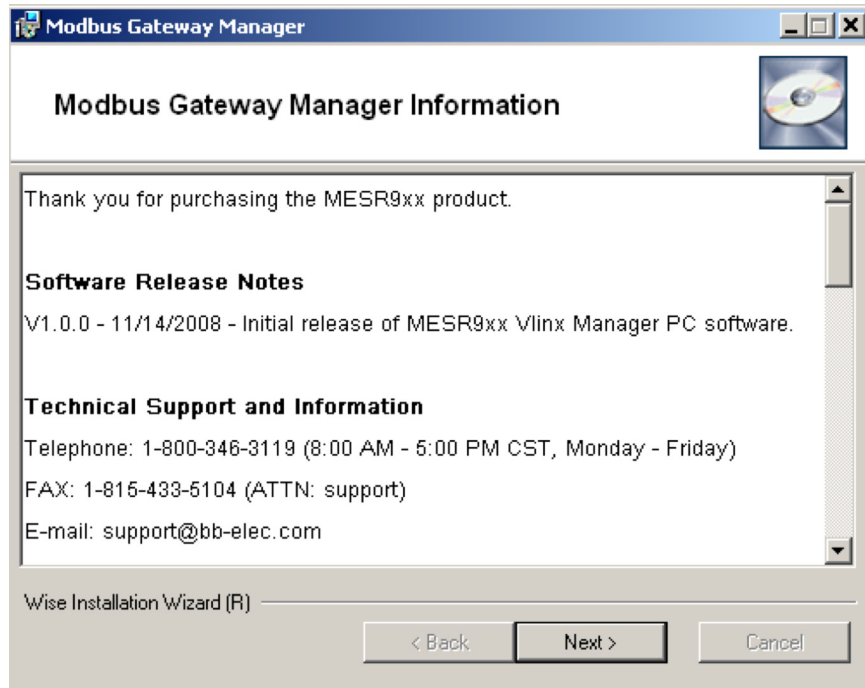 Modbus Gateway Manager
Modbus Gateway Manager Information
Thank you for purchasing the MESR9xx product.
Software Release Notes
V1.0.0 - 11/14/2008 - Initial release of MESR9xx Vlinx Manager PC software.
Technical Support and Information
Telephone: 1-800-346-3119 (8:00 AM - 5:00 PM CST, Monday - Friday)
FAX: 1-815-433-5104 (ATTN: support)
E-mail: support@bb-elec.com
Wise Installation Wizard (R)
< Back Next > Cancel